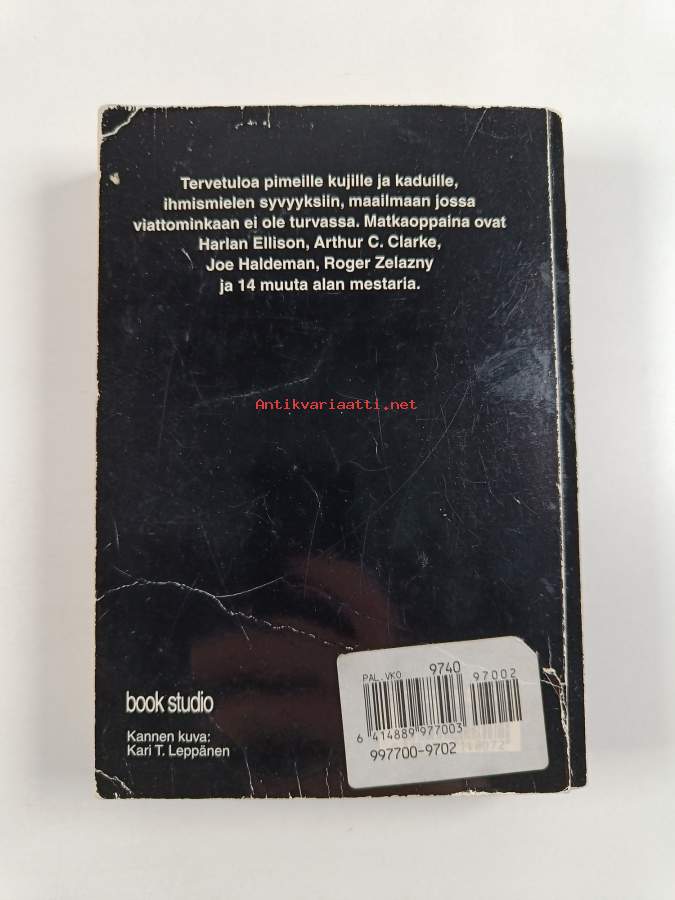 Tervetuloa pimeille kujille ja kaduille,
ihmismielen syvyyksiin, maailmaan jossa
viattominkaan ei ole turvassa. Matkaoppaina ovat
Harlan Ellison, Arthur C. Clarke,
Joe Haldeman, Roger Zelazny
ja 14 muuta alan mestaria.
Antikvariaatti.net
book studio
Kannen kuva:
Kari T. Leppänen
PAL.VKO 9740
97002
6 414889 977003
997700-9702